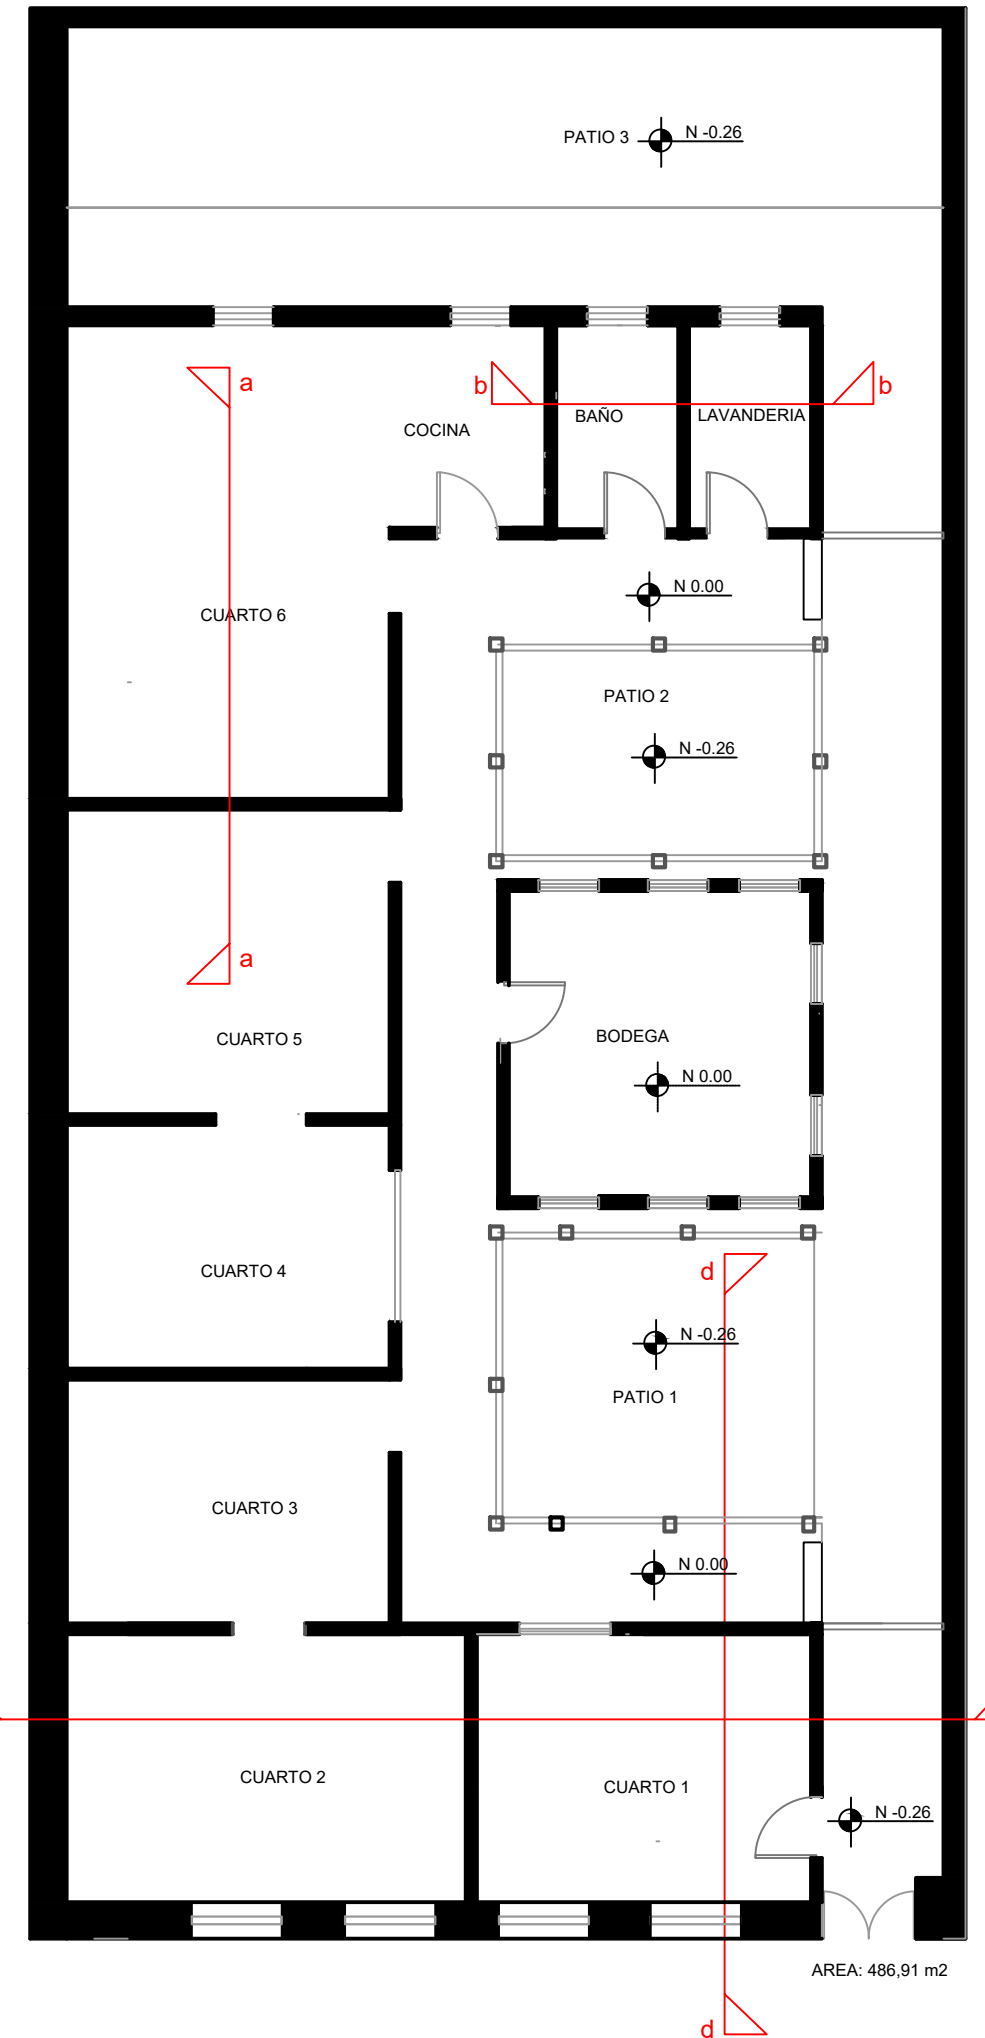 PATIO 3
N -0.26
a
b
b
COCINA
BAÑO
LAVANDERIA
N 0.00
CUARTO 6
PATIO 2
N -0.26
a
CUARTO 5
BODEGA
N 0.00
CUARTO 4
d
N -0.26
PATIO 1
CUARTO 3
N 0.00
CUARTO 2
CUARTO 1
N -0.26
AREA: 486,91 m2
d